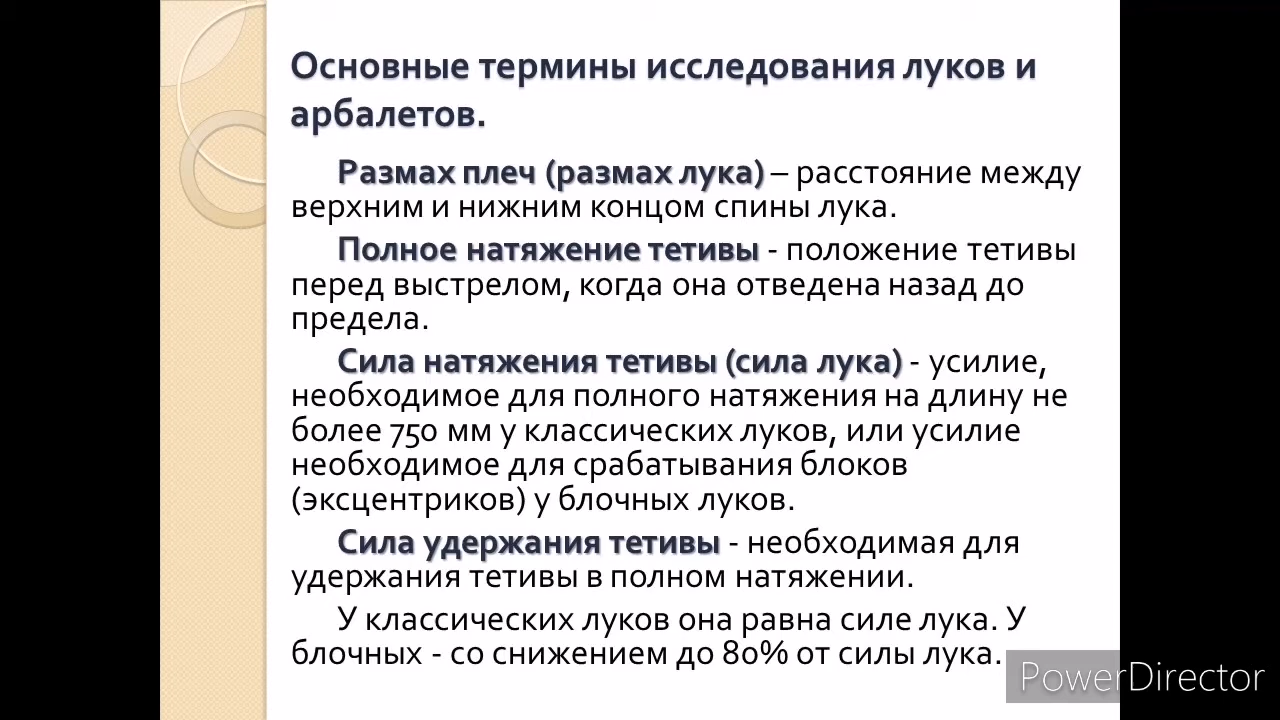 Основные термины исследования луков и
арбалетов.
Размах плеч (размах лука) – расстояние между
верхним и нижним концом спины лука.
Полное натяжение тетивы - положение тетивы
перед выстрелом, когда она отведена назад до
предела.
Сила натяжения тетивы (сила лука) - усилие,
необходимое для полного натяжения на длину не
более 750 мм у классических луков, или усилие
необходимое для срабатывания блоков
(эксцентриков) у блочных луков.
Сила удержания тетивы - необходимая для
удержания тетивы в полном натяжении.
У классических луков она равна силе лука. У
блочных - со снижением до 80% от силы лука.
PowerDirector